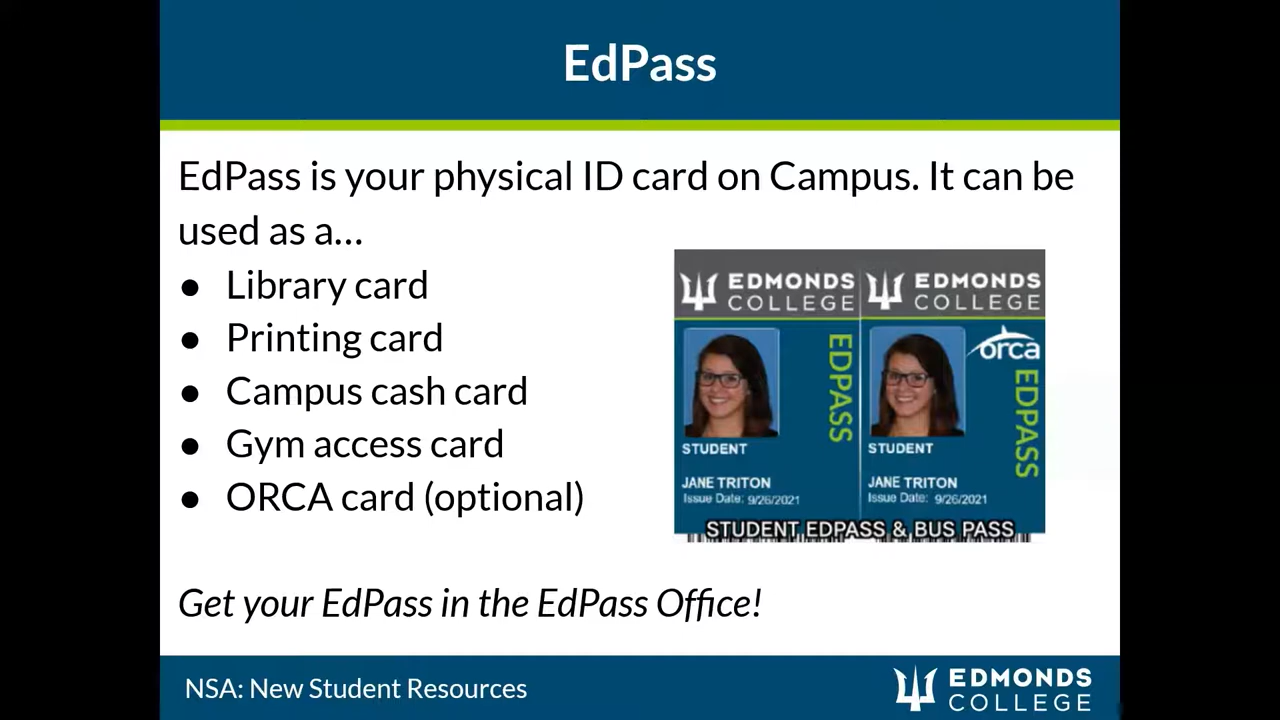 EdPass
EdPass is your physical ID card on Campus. It can be
used as a...
● Library card
● Printing card
● Campus cash card
● Gym access card
● ORCA card (optional)
EDMONDS
COLLEGE
EDPASS
STUDENT
JANE TRITON
Issue Date: 9/26/2021
EDMONDS
COLLEGE
orca
EDPASS
STUDENT
JANE TRITON
Issue Date: 9/26/2021
STUDENT EDPASS & BUS PASS
Get your EdPass in the EdPass Office!
NSA: New Student Resources
EDMONDS
COLLEGE